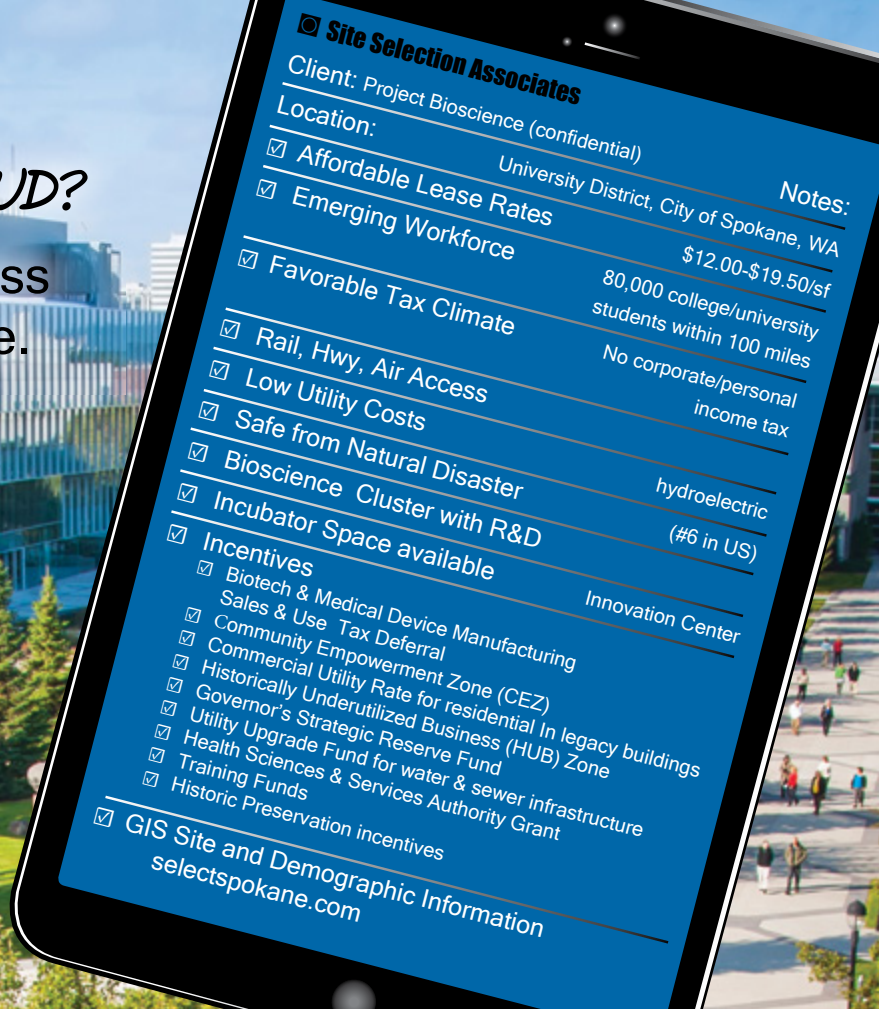 UD?
ss
e.
Site Selection Associates
Client: Project Bioscience (confidential)
Notes:
Location:
University District, City of Spokane, WA
☑ Affordable Lease Rates
$12.00-$19.50/sf
☑ Emerging Workforce
80,000 college/university
students within 100 miles
☑ Favorable Tax Climate
No corporate/personal
income tax
☑ Rail, Hwy, Air Access
☑ Low Utility Costs
hydroelectric
☑ Safe from Natural Disaster
(#6 in US)
☑ Bioscience Cluster with R&D
☑ Incubator Space available
Innovation Center
☑ Incentives
☑ Biotech & Medical Device Manufacturing
Sales & Use Tax Deferral
☑ Community Empowerment Zone (CEZ)
☑ Commercial Utility Rate for residential In legacy buildings
☑ Historically Underutilized Business (HUB) Zone
☑ Governor's Strategic Reserve Fund
☑ Utility Upgrade Fund for water & sewer infrastructure
☑ Health Sciences & Services Authority Grant
☑ Training Funds
☑ Historic Preservation incentives
☑ GIS Site and Demographic Information
selectspokane.com